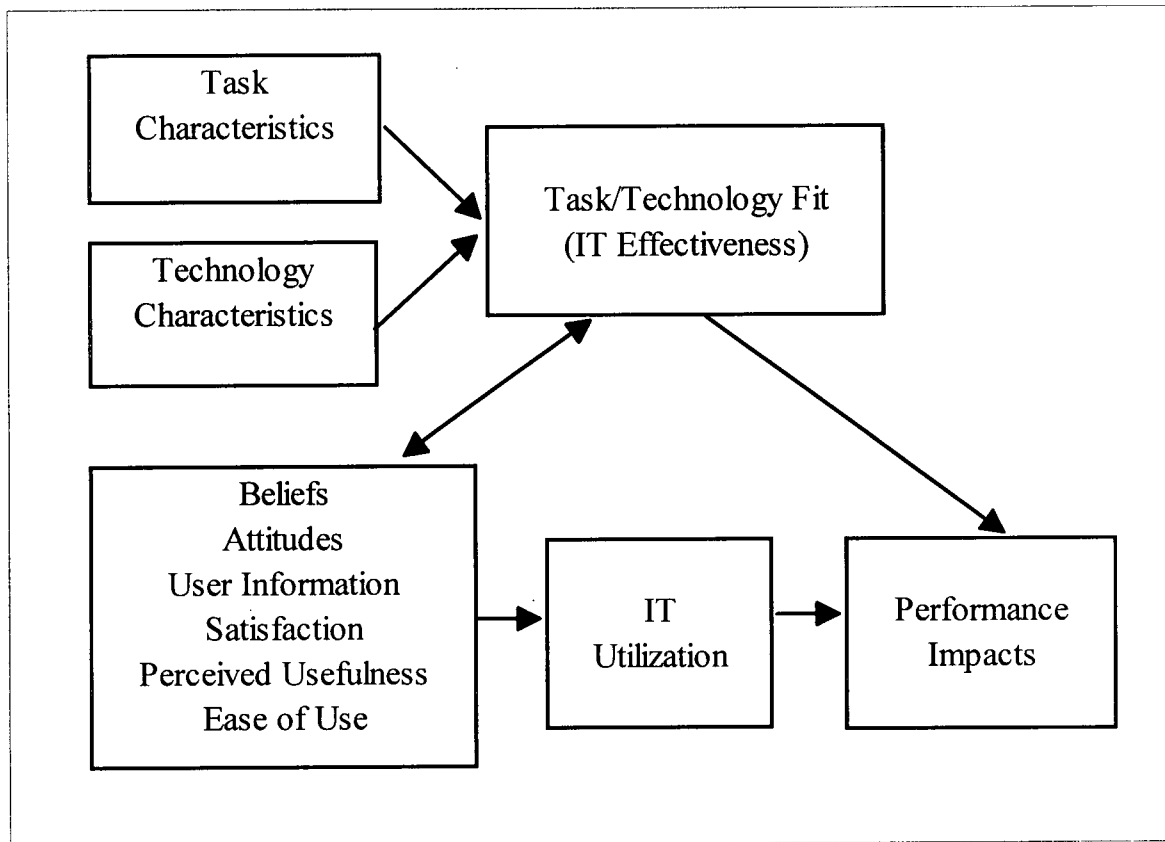 Task
Characteristics
Technology
Characteristics
Task/Technology Fit
(IT Effectiveness)
Beliefs
Attitudes
User Information
Satisfaction
Perceived Usefulness
Ease of Use
IT
Utilization
Performance
Impacts